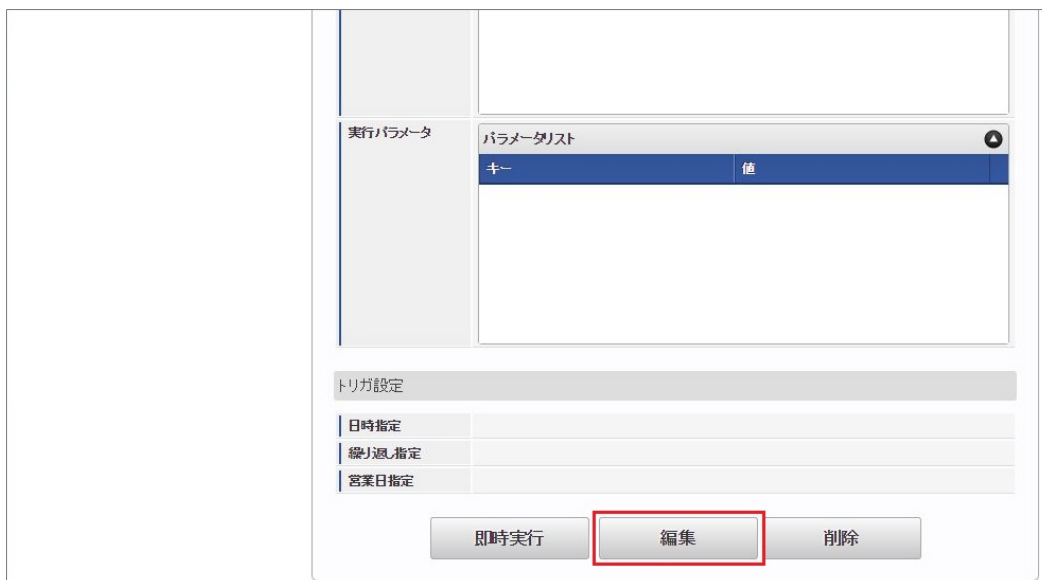 実行パラメータ
パラメータリスト
キー 値
トリガ設定
日時指定
繰り返し指定
営業日指定
即時実行 編集 削除